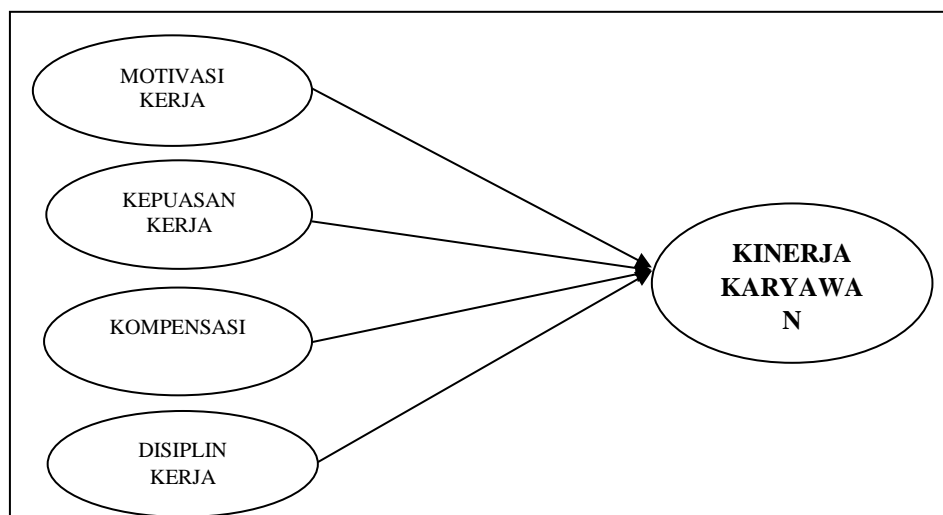 MOTIVASI
KERJA
KEPUASAN
KERJA
KOMPENSASI
DISIPLIN
KERJA
KINERJA
KARYAWA
N